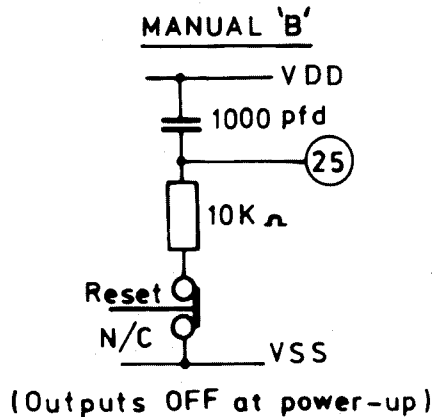 MANUAL 'B'
VDD
1000 pfd
25
10K Ω
Reset
N/C
VSS
(Outputs OFF at power-up)